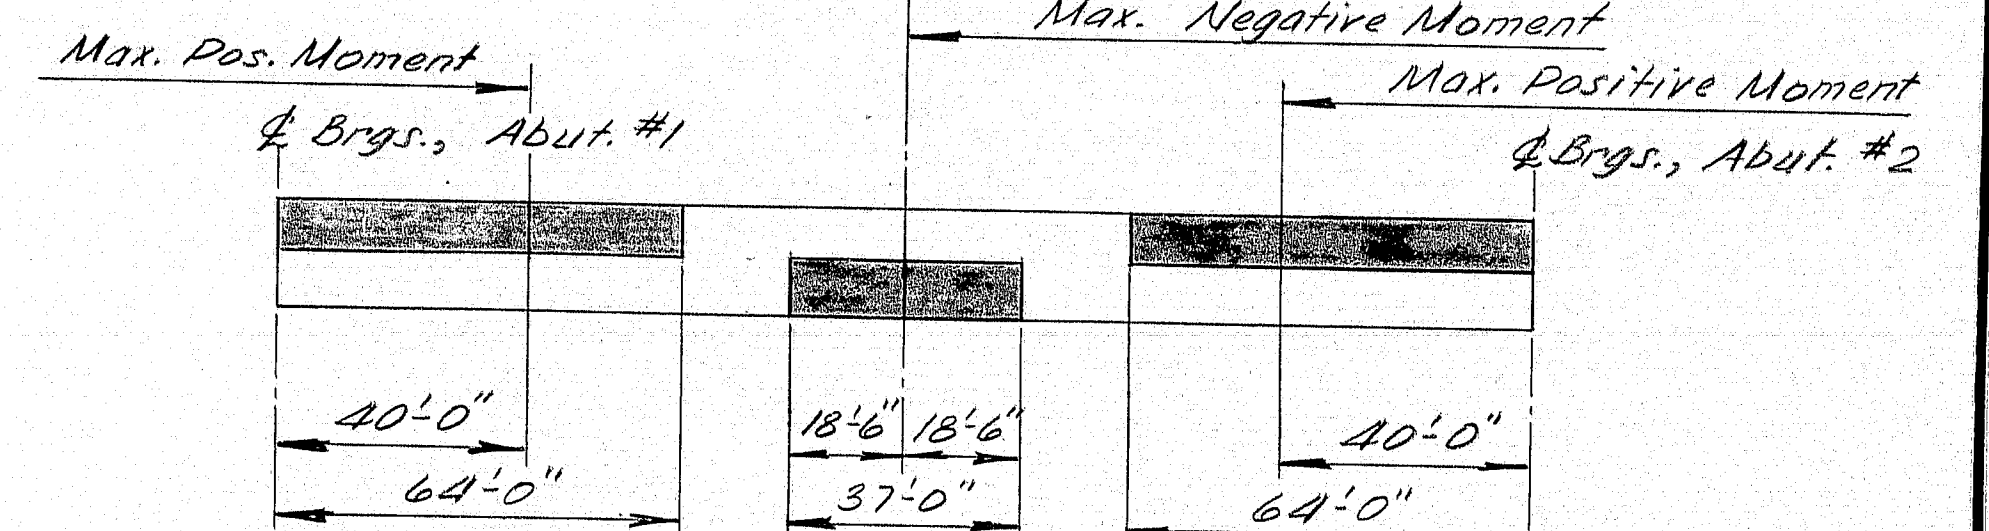 Max. Negative Moment
Max. Pos. Moment
Max. Positive Moment
℄ Brgs., Abut. #1
℄ Brgs., Abut. #2
40'-0"
18'-6" 18'-6"
40'-0"
64'-0"
37'-0"
64'-0"